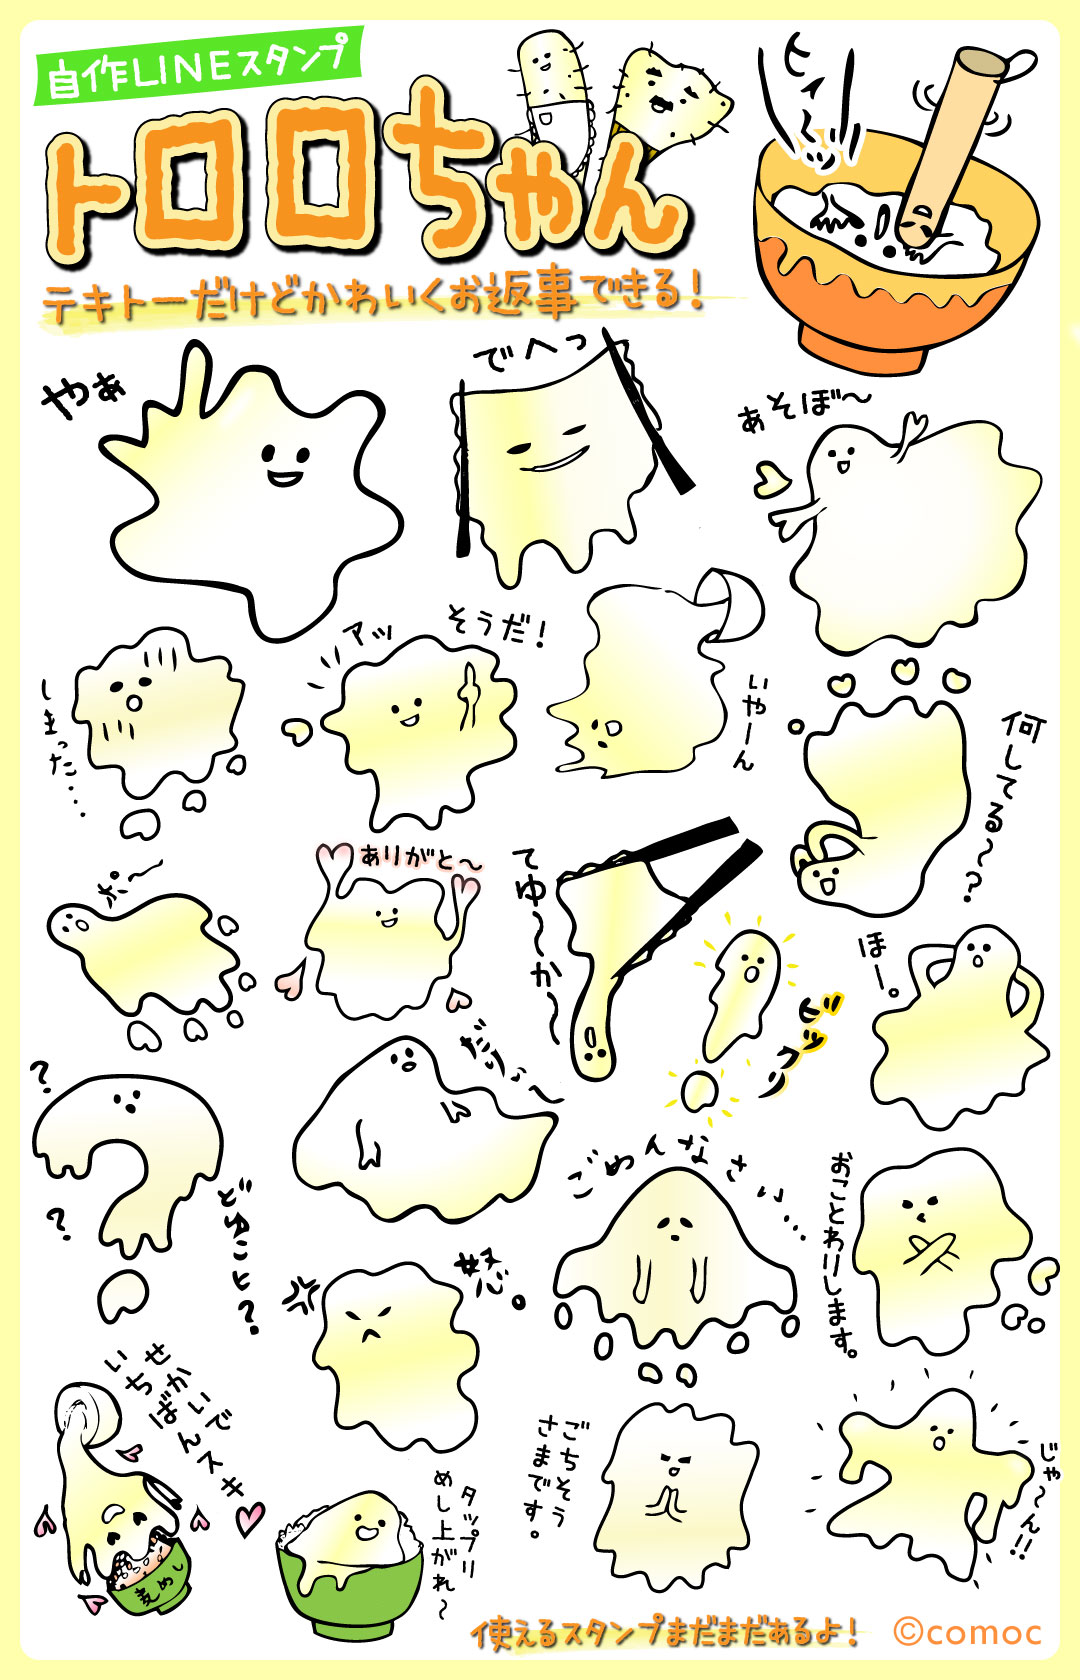 自作LINEスタンプ
トロロちゃん
テキトーだけどかわいくお返事できる!
ヒィ〜ッ
やぁ
でへっ
あそぼ〜
しまった……
アッ
そうだ!
いやーん
何してる〜?
ポ〜
ありがと〜
てゆ〜か〜
ビックリ
ほー。
?
?
どゆこと?
だり〜
ごめんなさい…
おことわりします。
怒。
せかいで
いちばんスキ
麦めし
タップリ
めし上がれ〜
ごちそう
さまです。
じゃ〜ん!!
使えるスタンプまだまだあるよ!
©comoc